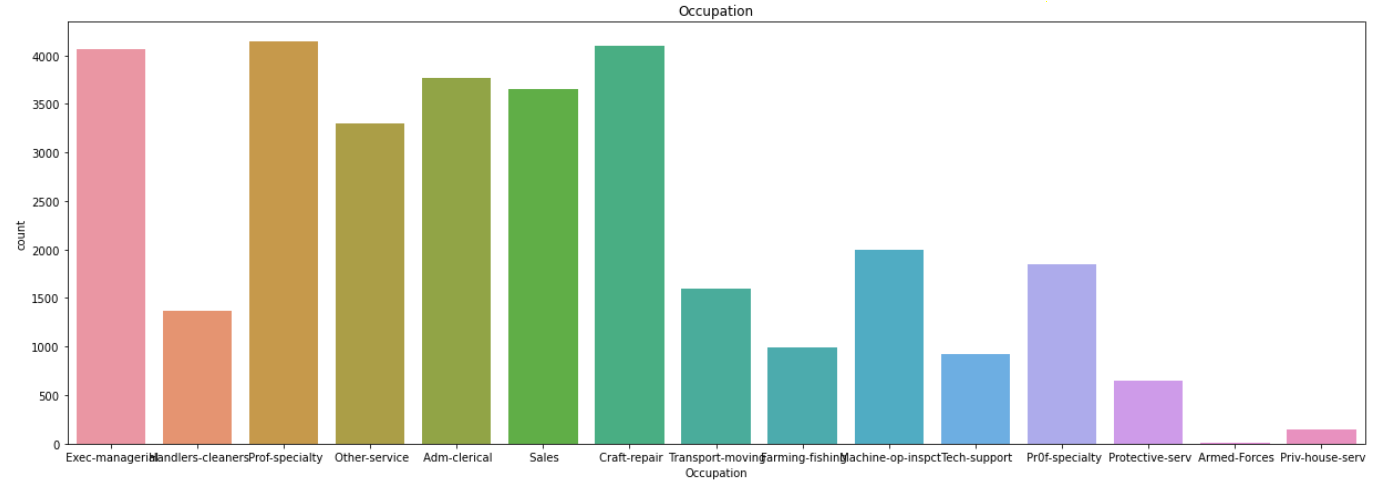 Occupation
4000
3500
3000
2500
2000
1500
1000
500
0
count
Exec-managerial Handlers-cleaners Prof-specialty Other-service Adm-clerical Sales Craft-repair Transport-moving Farming-fishing Machine-op-inspct Tech-support Pr0f-specialty Protective-serv Armed-Forces Priv-house-serv
Occupation